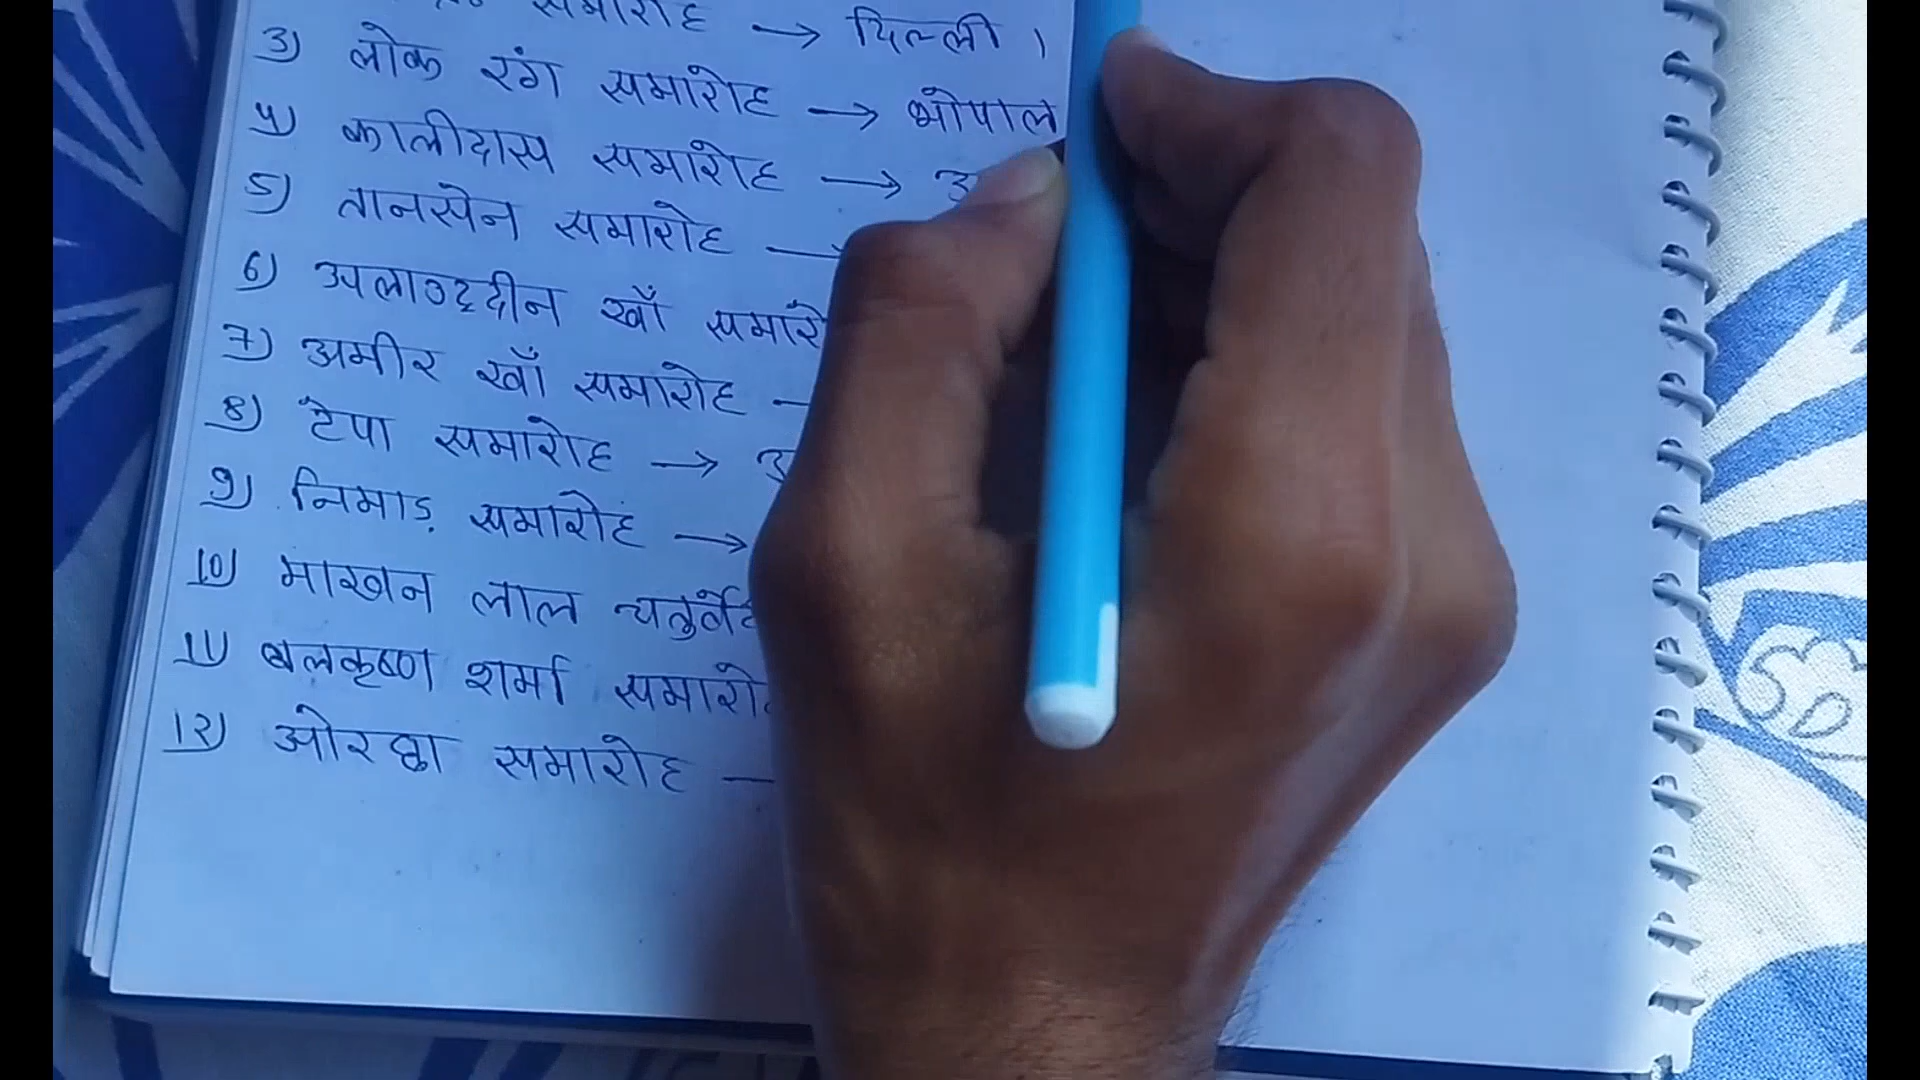 समारोह → दिल्ली ।
3) लोक रंग समारोह → भोपाल
4) कालीदास समारोह → उ
5) तानसेन समारोह —
6) अलाउद्दीन खाँ समारो
7) अमीर खाँ समारोह —
8) टेपा समारोह → उ
9) निमाड़ समारोह →
10) माखन लाल चतुर्वेद
11) बालकृष्ण शर्मा समारो
12) ओरछा समारोह —